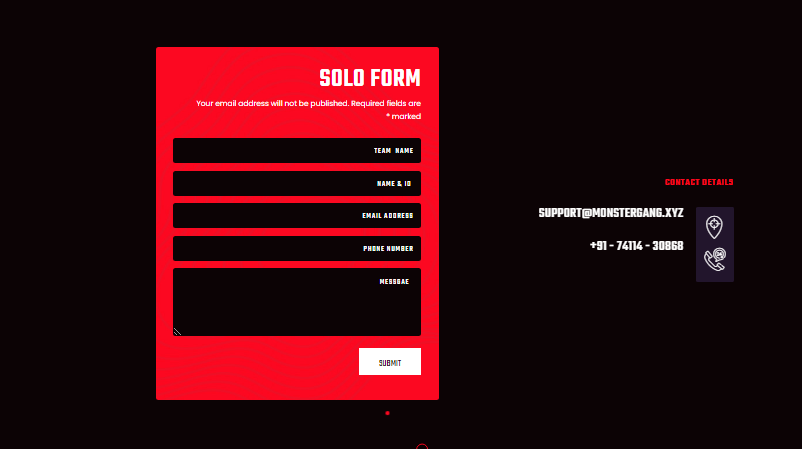 SOLO FORM
Your email address will not be published. Required fields are
* marked
TEAM NAME
NAME & ID
EMAIL ADDRESS
PHONE NUMBER
MESSGAE
SUBMIT
CONTACT DETAILS
SUPPORT@MONSTERGANG.XYZ
+91 - 74114 - 30868